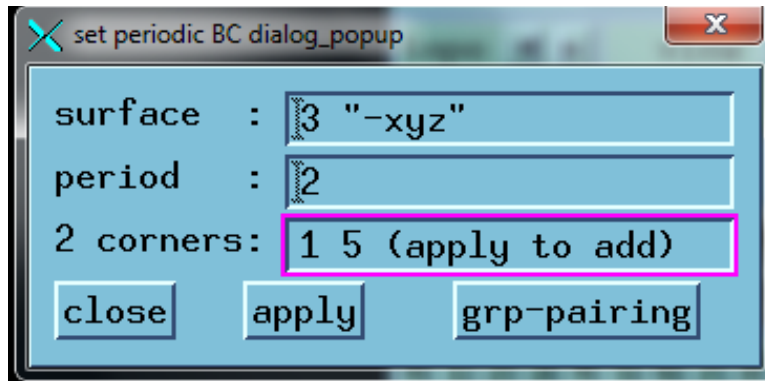 set periodic BC dialog_popup
surface : 3 "-xyz"
period : 2
2 corners: 1 5 (apply to add)
close apply grp-pairing